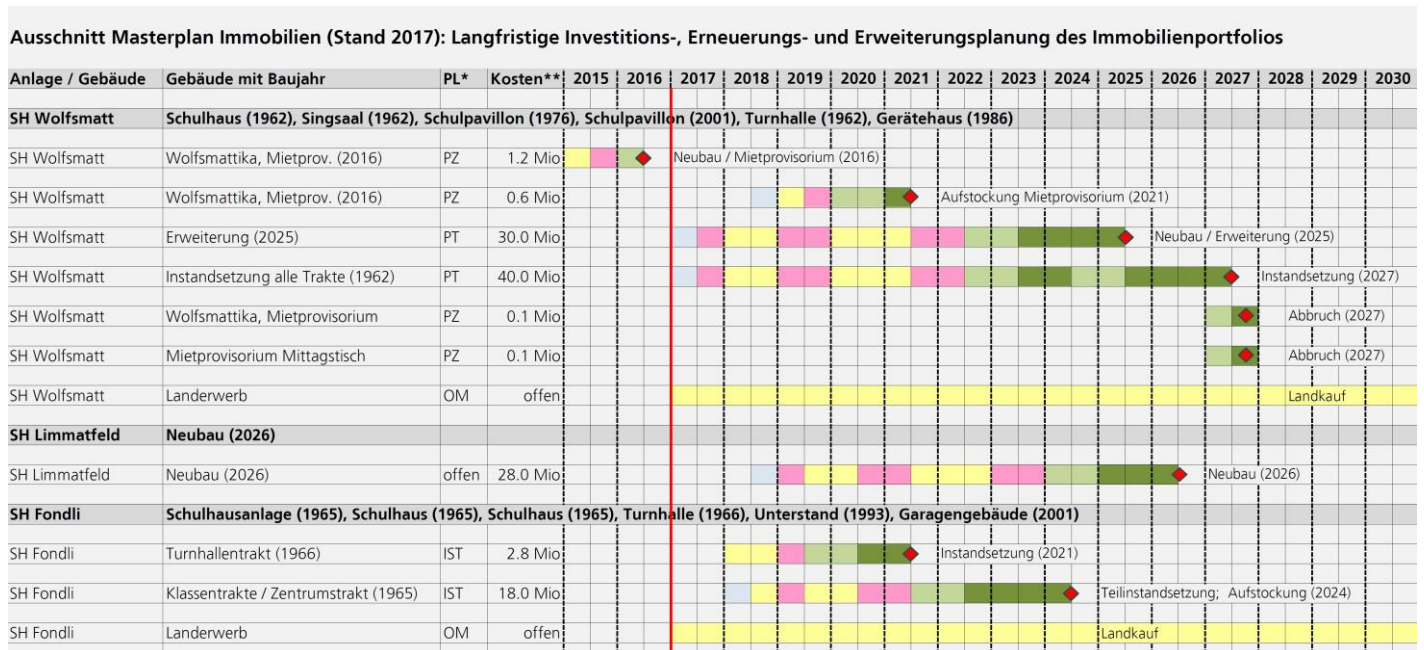 Ausschnitt Masterplan Immobilien (Stand 2017): Langfristige Investitions-, Erneuerungs- und Erweiterungsplanung des Immobilienportfolios
Anlage / Gebäude Gebäude mit Baujahr PL* Kosten** 2015 2016 2017 2018 2019 2020 2021 2022 2023 2024 2025 2026 2027 2028 2029 2030
SH Wolfsmatt Schulhaus (1962), Singsaal (1962), Schulpavillon (1976), Schulpavillon (2001), Turnhalle (1962), Gerätehaus (1986)
SH Wolfsmatt Wolfsmattika, Mietprov. (2016) PZ 1.2 Mio Neubau / Mietprovisorium (2016)
SH Wolfsmatt Wolfsmattika, Mietprov. (2016) PZ 0.6 Mio Aufstockung Mietprovisorium (2021)
SH Wolfsmatt Erweiterung (2025) PT 30.0 Mio Neubau / Erweiterung (2025)
SH Wolfsmatt Instandsetzung alle Trakte (1962) PT 40.0 Mio Instandsetzung (2027)
SH Wolfsmatt Wolfsmattika, Mietprovisorium PZ 0.1 Mio Abbruch (2027)
SH Wolfsmatt Mietprovisorium Mittagstisch PZ 0.1 Mio Abbruch (2027)
SH Wolfsmatt Landerwerb OM offen Landkauf
SH Limmatfeld Neubau (2026)
SH Limmatfeld Neubau (2026) offen 28.0 Mio Neubau (2026)
SH Fondli Schulhausanlage (1965), Schulhaus (1965), Schulhaus (1965), Turnhalle (1966), Unterstand (1993), Garagengebäude (2001)
SH Fondli Turnhallentrakt (1966) IST 2.8 Mio Instandsetzung (2021)
SH Fondli Klassentrakte / Zentrumstrakt (1965) IST 18.0 Mio Teilinstandsetzung; Aufstockung (2024)
SH Fondli Landerwerb OM offen Landkauf